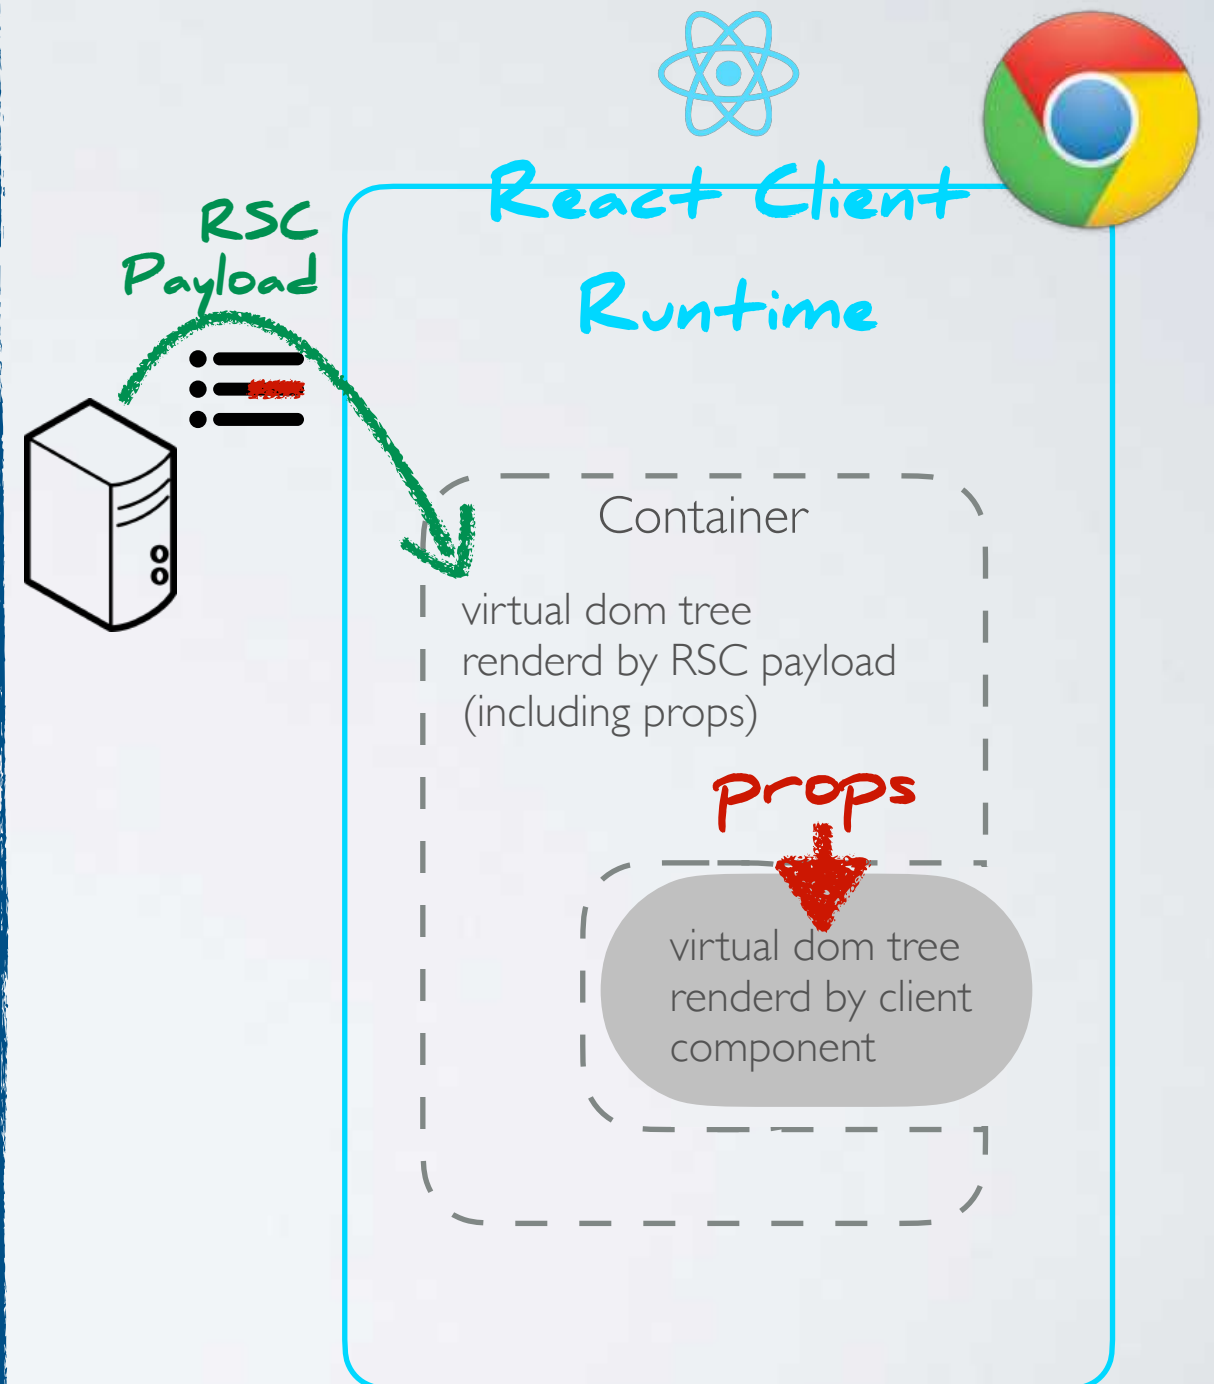 React Client
Runtime
RSC
Payload
Container
virtual dom tree
renderd by RSC payload
(including props)
props
virtual dom tree
renderd by client
component